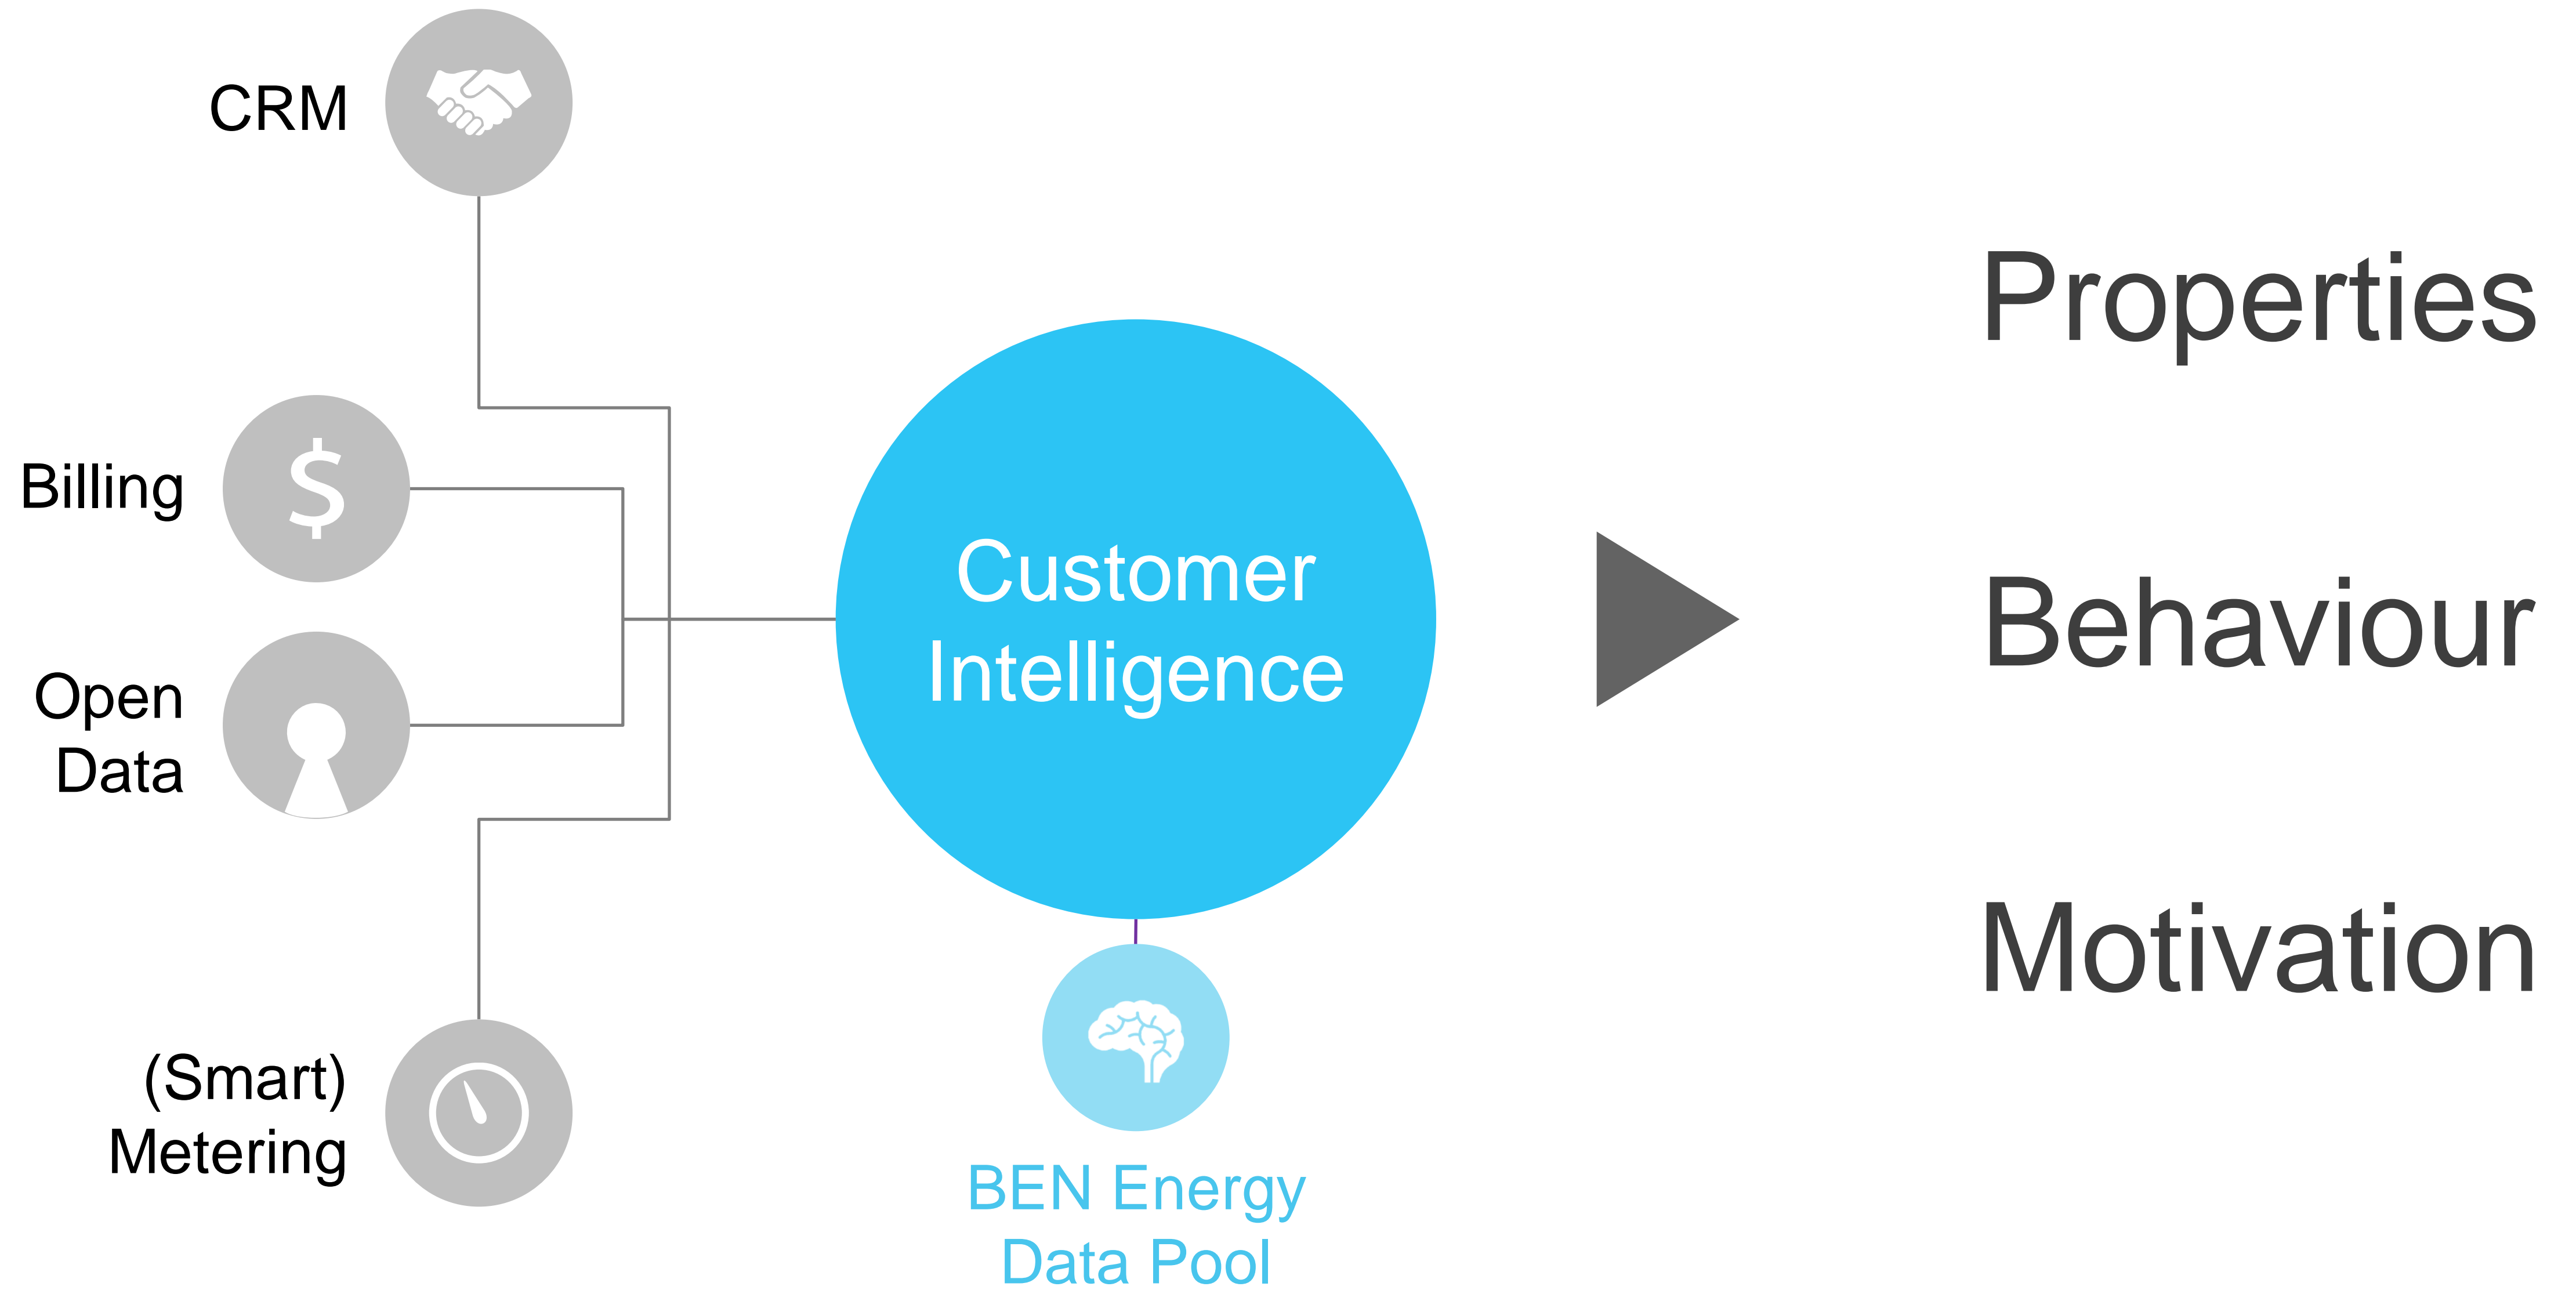 CRM
Billing
$
Open
Data
(Smart)
Metering
Customer
Intelligence
BEN Energy
Data Pool
Properties
Behaviour
Motivation